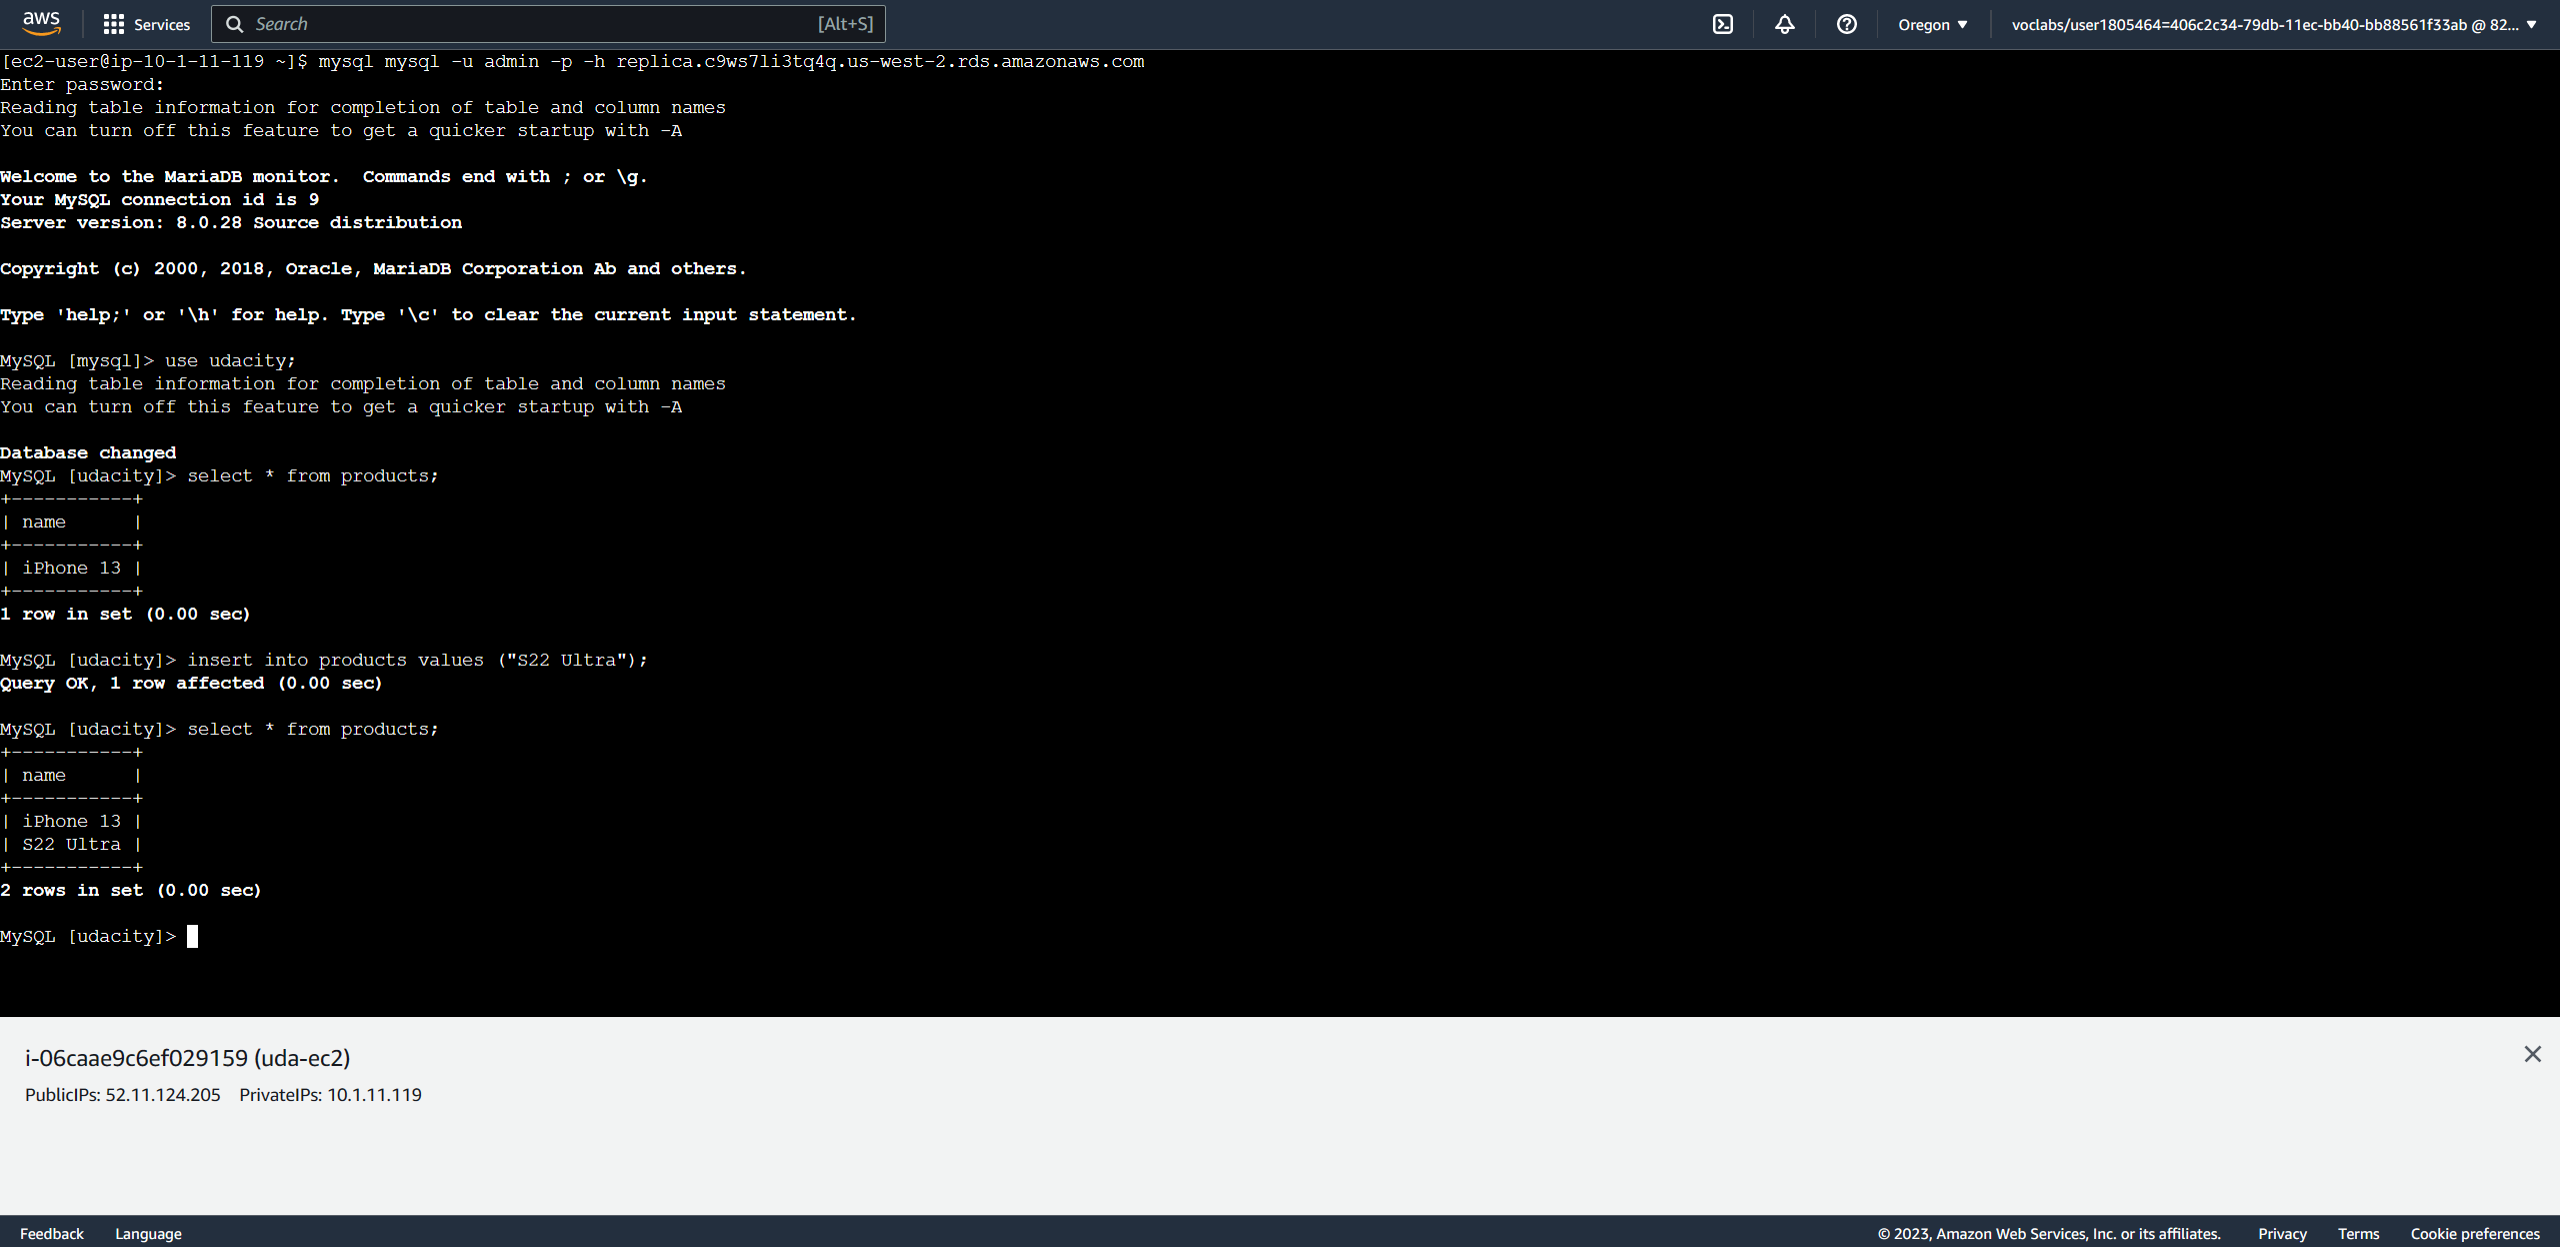 aws Services Search [Alt+S] Oregon ▼ voclabs/user1805464=406c2c34-79db-11ec-bb40-bb88561f33ab @ 82... ▼
[ec2-user@ip-10-1-11-119 ~]$ mysql mysql -u admin -p -h replica.c9ws7li3tq4q.us-west-2.rds.amazonaws.com
Enter password:
Reading table information for completion of table and column names
You can turn off this feature to get a quicker startup with -A
Welcome to the MariaDB monitor.  Commands end with ; or \g.
Your MySQL connection id is 9
Server version: 8.0.28 Source distribution
Copyright (c) 2000, 2018, Oracle, MariaDB Corporation Ab and others.
Type 'help;' or '\h' for help. Type '\c' to clear the current input statement.
MySQL [mysql]> use udacity;
Reading table information for completion of table and column names
You can turn off this feature to get a quicker startup with -A
Database changed
MySQL [udacity]> select * from products;
+-----------+
| name      |
+-----------+
| iPhone 13 |
+-----------+
1 row in set (0.00 sec)
MySQL [udacity]> insert into products values ("S22 Ultra");
Query OK, 1 row affected (0.00 sec)
MySQL [udacity]> select * from products;
+-----------+
| name      |
+-----------+
| iPhone 13 |
| S22 Ultra |
+-----------+
2 rows in set (0.00 sec)
MySQL [udacity]>
i-06caae9c6ef029159 (uda-ec2)
PublicIPs: 52.11.124.205 PrivateIPs: 10.1.11.119
Feedback Language © 2023, Amazon Web Services, Inc. or its affiliates. Privacy Terms Cookie preferences